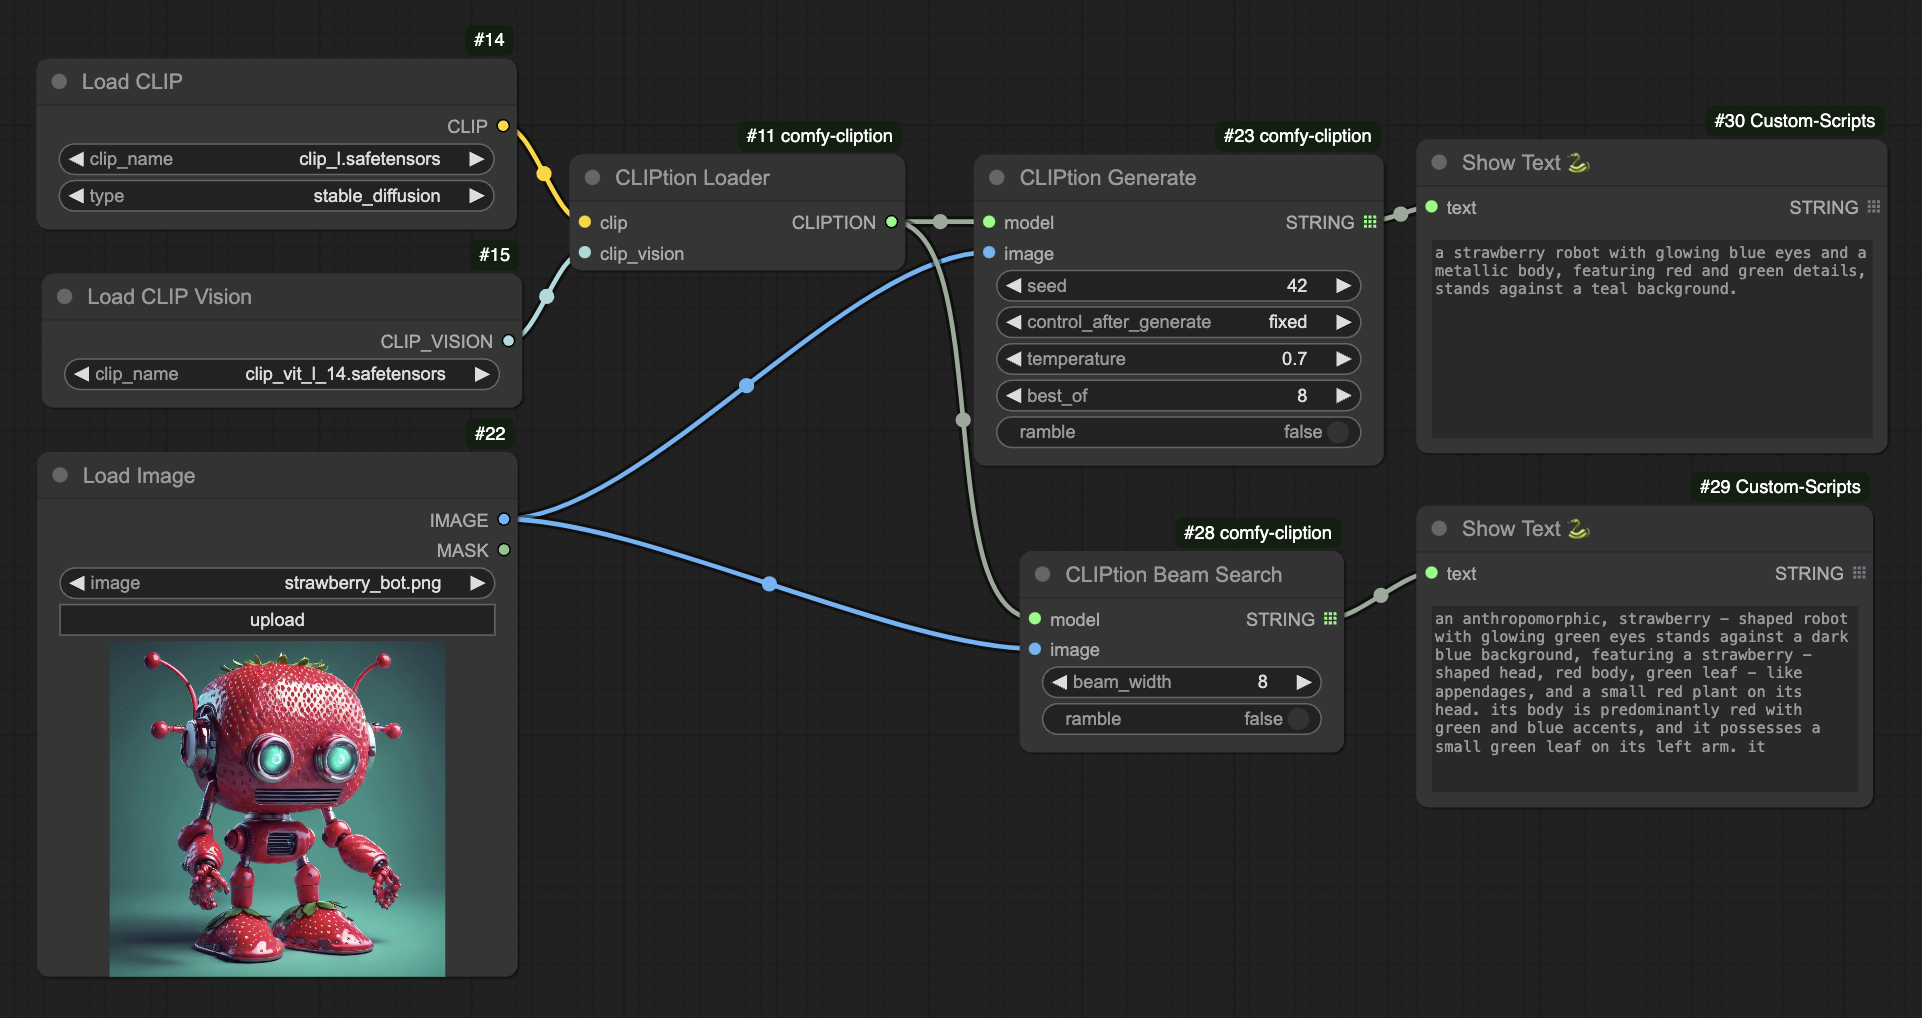 #14
Load CLIP
CLIP
clip_name clip_l.safetensors
type stable_diffusion
#15
Load CLIP Vision
CLIP_VISION
clip_name clip_vit_l_14.safetensors
#22
Load Image
IMAGE
MASK
image strawberry_bot.png
upload
#11 comfy-cliption
CLIPtion Loader
clip CLIPTION
clip_vision
#23 comfy-cliption
CLIPtion Generate
model STRING
image
seed 42
control_after_generate fixed
temperature 0.7
best_of 8
ramble false
#28 comfy-cliption
CLIPtion Beam Search
model STRING
image
beam_width 8
ramble false
#30 Custom-Scripts
Show Text 🐍
text STRING
a strawberry robot with glowing blue eyes and a
metallic body, featuring red and green details,
stands against a teal background.
#29 Custom-Scripts
Show Text 🐍
text STRING
an anthropomorphic, strawberry – shaped robot
with glowing green eyes stands against a dark
blue background, featuring a strawberry –
shaped head, red body, green leaf – like
appendages, and a small red plant on its
head. its body is predominantly red with
green and blue accents, and it possesses a
small green leaf on its left arm. it